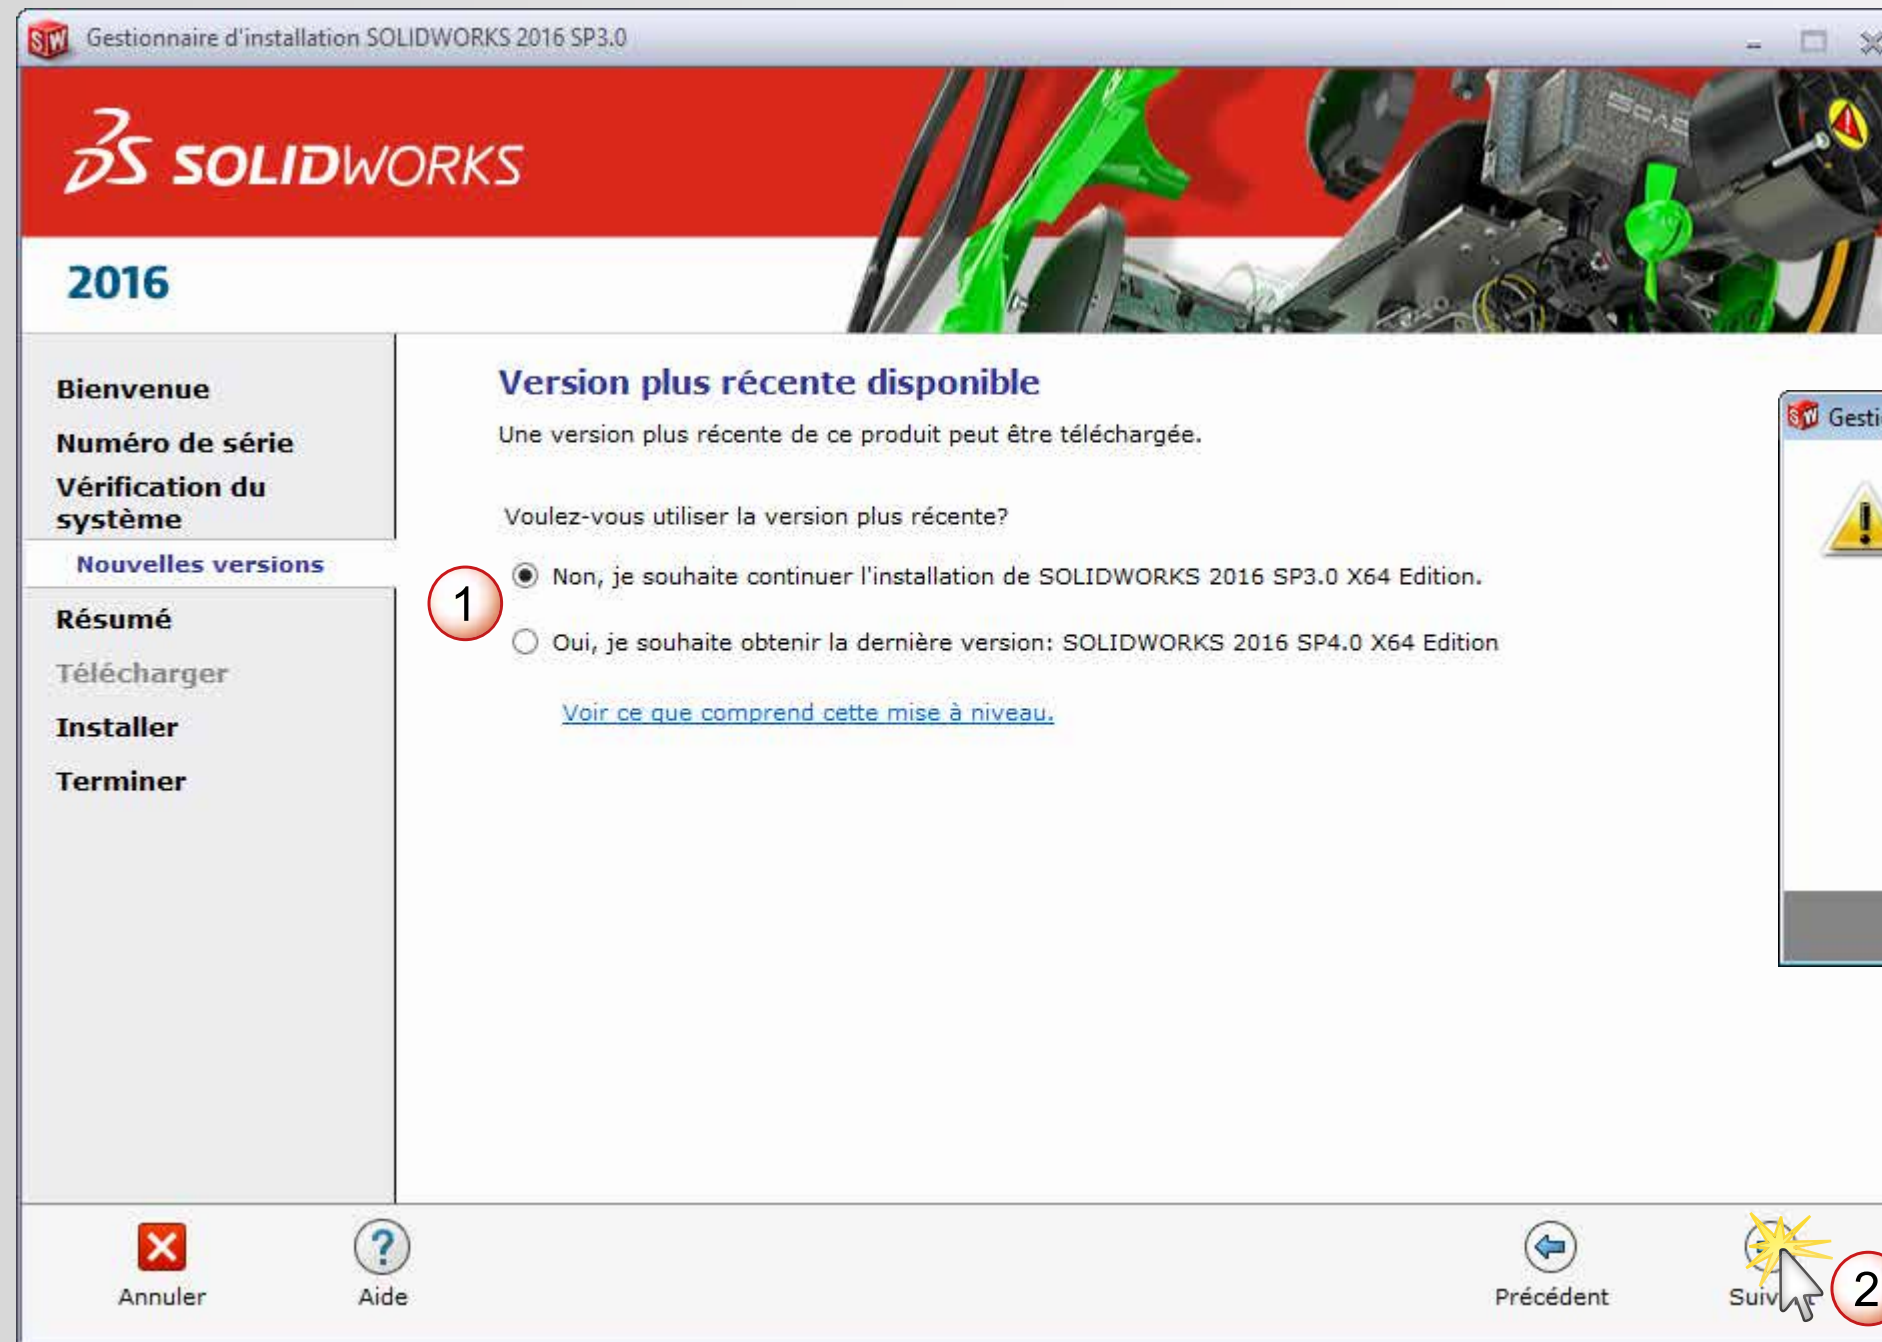 Gestionnaire d'installation SOLIDWORKS 2016 SP3.0
SOLIDWORKS
2016
Bienvenue
Numéro de série
Vérification du
système
Nouvelles versions
Résumé
Télécharger
Installer
Terminer
Version plus récente disponible
Une version plus récente de ce produit peut être téléchargée.
Voulez-vous utiliser la version plus récente?
1
Non, je souhaite continuer l'installation de SOLIDWORKS 2016 SP3.0 X64 Edition.
Oui, je souhaite obtenir la dernière version: SOLIDWORKS 2016 SP4.0 X64 Edition
Voir ce que comprend cette mise à niveau.
Annuler
Aide
Précédent
2